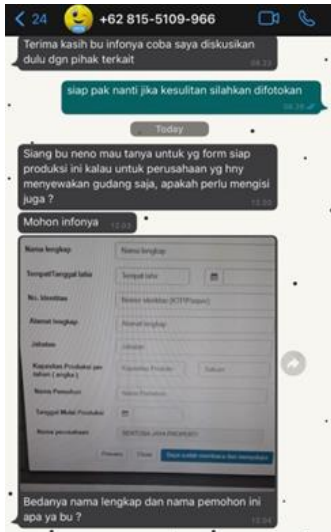 24
+62 815-5109-966
Terima kasih bu infonya coba saya diskusikan
dulu dgn pihak terkait
siap pak nanti jika kesulitan silahkan difotokan
Today
Siang bu neno mau tanya untuk yg form siap
produksi ini kalau untuk perusahaan yg hny
menyewakan gudang saja, apakah perlu mengisi
juga ?
Mohon infonya
Nama lengkap
Nama lengkap
Tempat/Tanggal lahir
Tempat lahir
No. Identitas
Nomor Identitas (KTP/Paspor)
Alamat lengkap
Alamat lengkap
Jabatan
Jabatan
Kapasitas Produksi per
tahun ( angka )
Kapasitas Produksi
Satuan
Nama Pemohon
Nama Pemohon
Tanggal Mulai Produksi
Nama perusahaan
Bedanya nama lengkap dan nama pemohon ini
apa ya bu ?